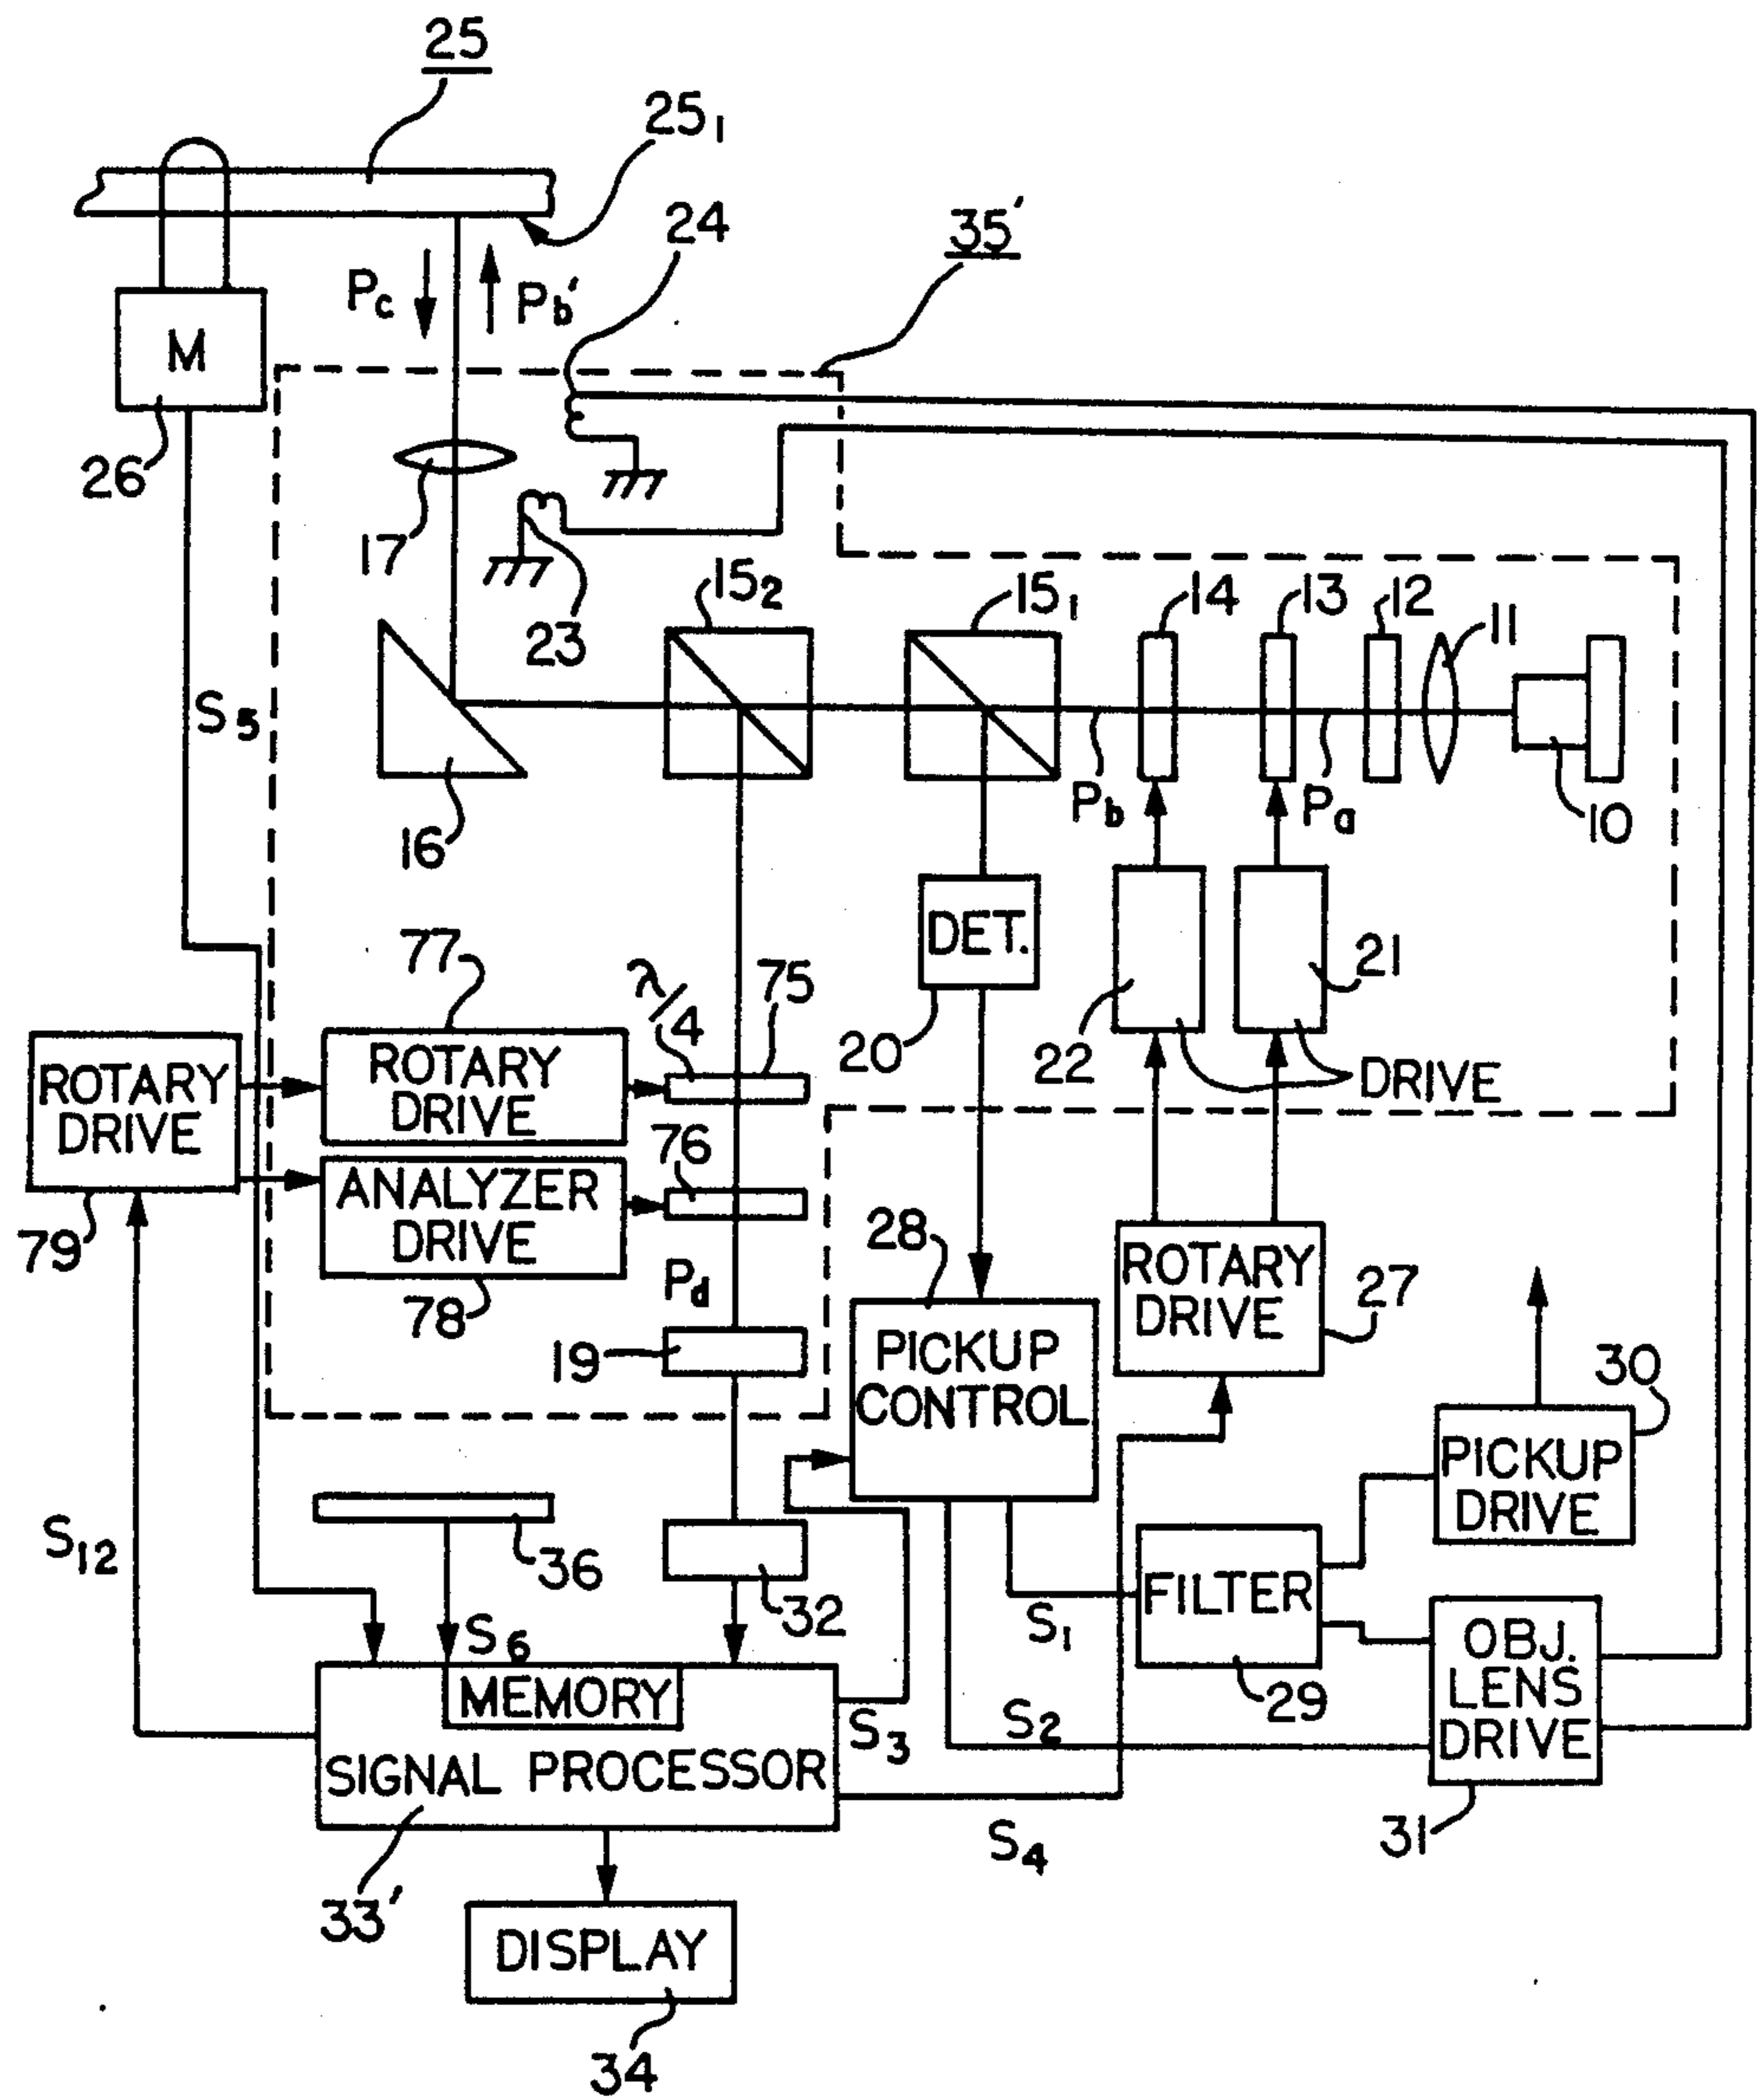 25
25₁
24
35'
Pc
Pb'
M
26
17
23
15₂
15₁
14
13
12
11
S₅
16
Pb
Pa
10
DET.
77
λ/4
75
20
22
21
DRIVE
ROTARY
DRIVE
ROTARY
DRIVE
76
ANALYZER
DRIVE
79
78
Pd
28
ROTARY
DRIVE
27
19
PICKUP
CONTROL
30
PICKUP
DRIVE
S₁₂
36
32
FILTER
S₁
S₆
MEMORY
29
OBJ.
LENS
DRIVE
S₃
S₂
SIGNAL PROCESSOR
S₄
31
33'
DISPLAY
34